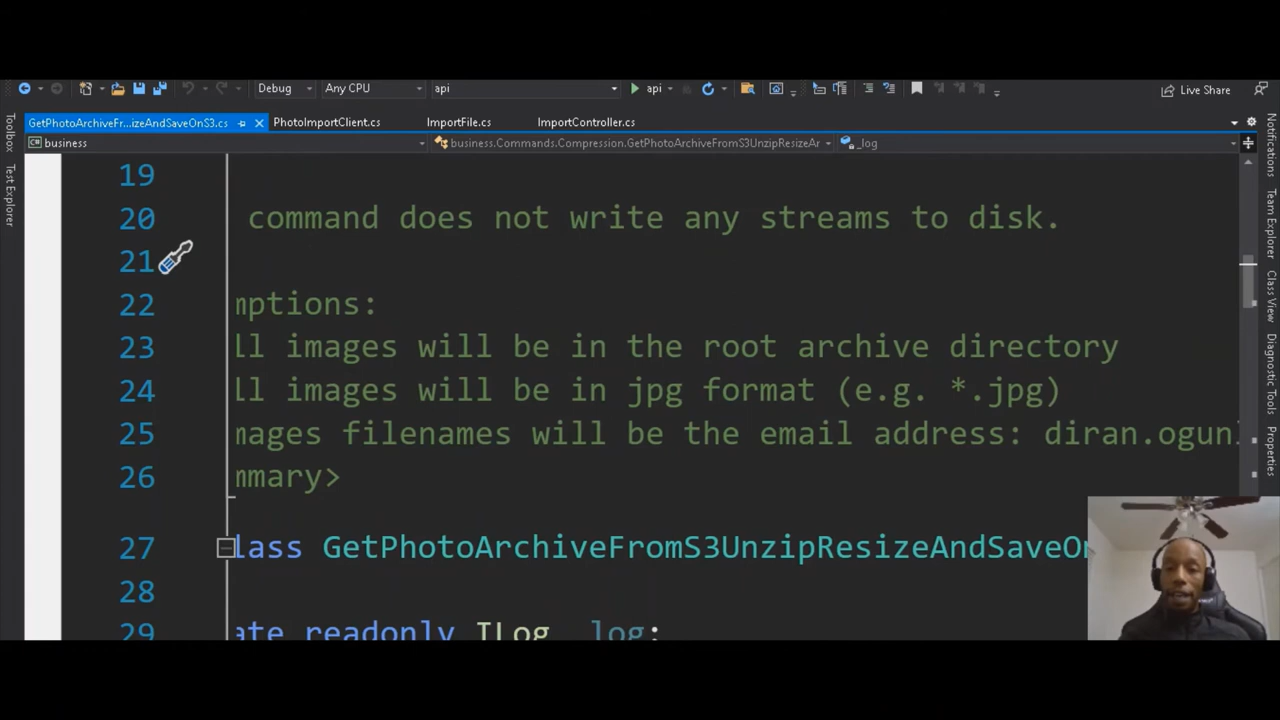 Debug
Any CPU
api
api
Live Share
GetPhotoArchiveFr...izeAndSaveOnS3.cs
PhotoImportClient.cs
ImportFile.cs
ImportController.cs
business
business.Commands.Compression.GetPhotoArchiveFromS3UnzipResizeAr
_log
Toolbox
Test Explorer
19
20 command does not write any streams to disk.
21
22 mptions:
23 ll images will be in the root archive directory
24 ll images will be in jpg format (e.g. *.jpg)
25 mages filenames will be the email address: diran.ogunl
26 mmary>
27 lass GetPhotoArchiveFromS3UnzipResizeAndSaveOn
28
29 ate readonly ILog _log;
Notifications
Team Explorer
Class View
Diagnostic Tools
Properties